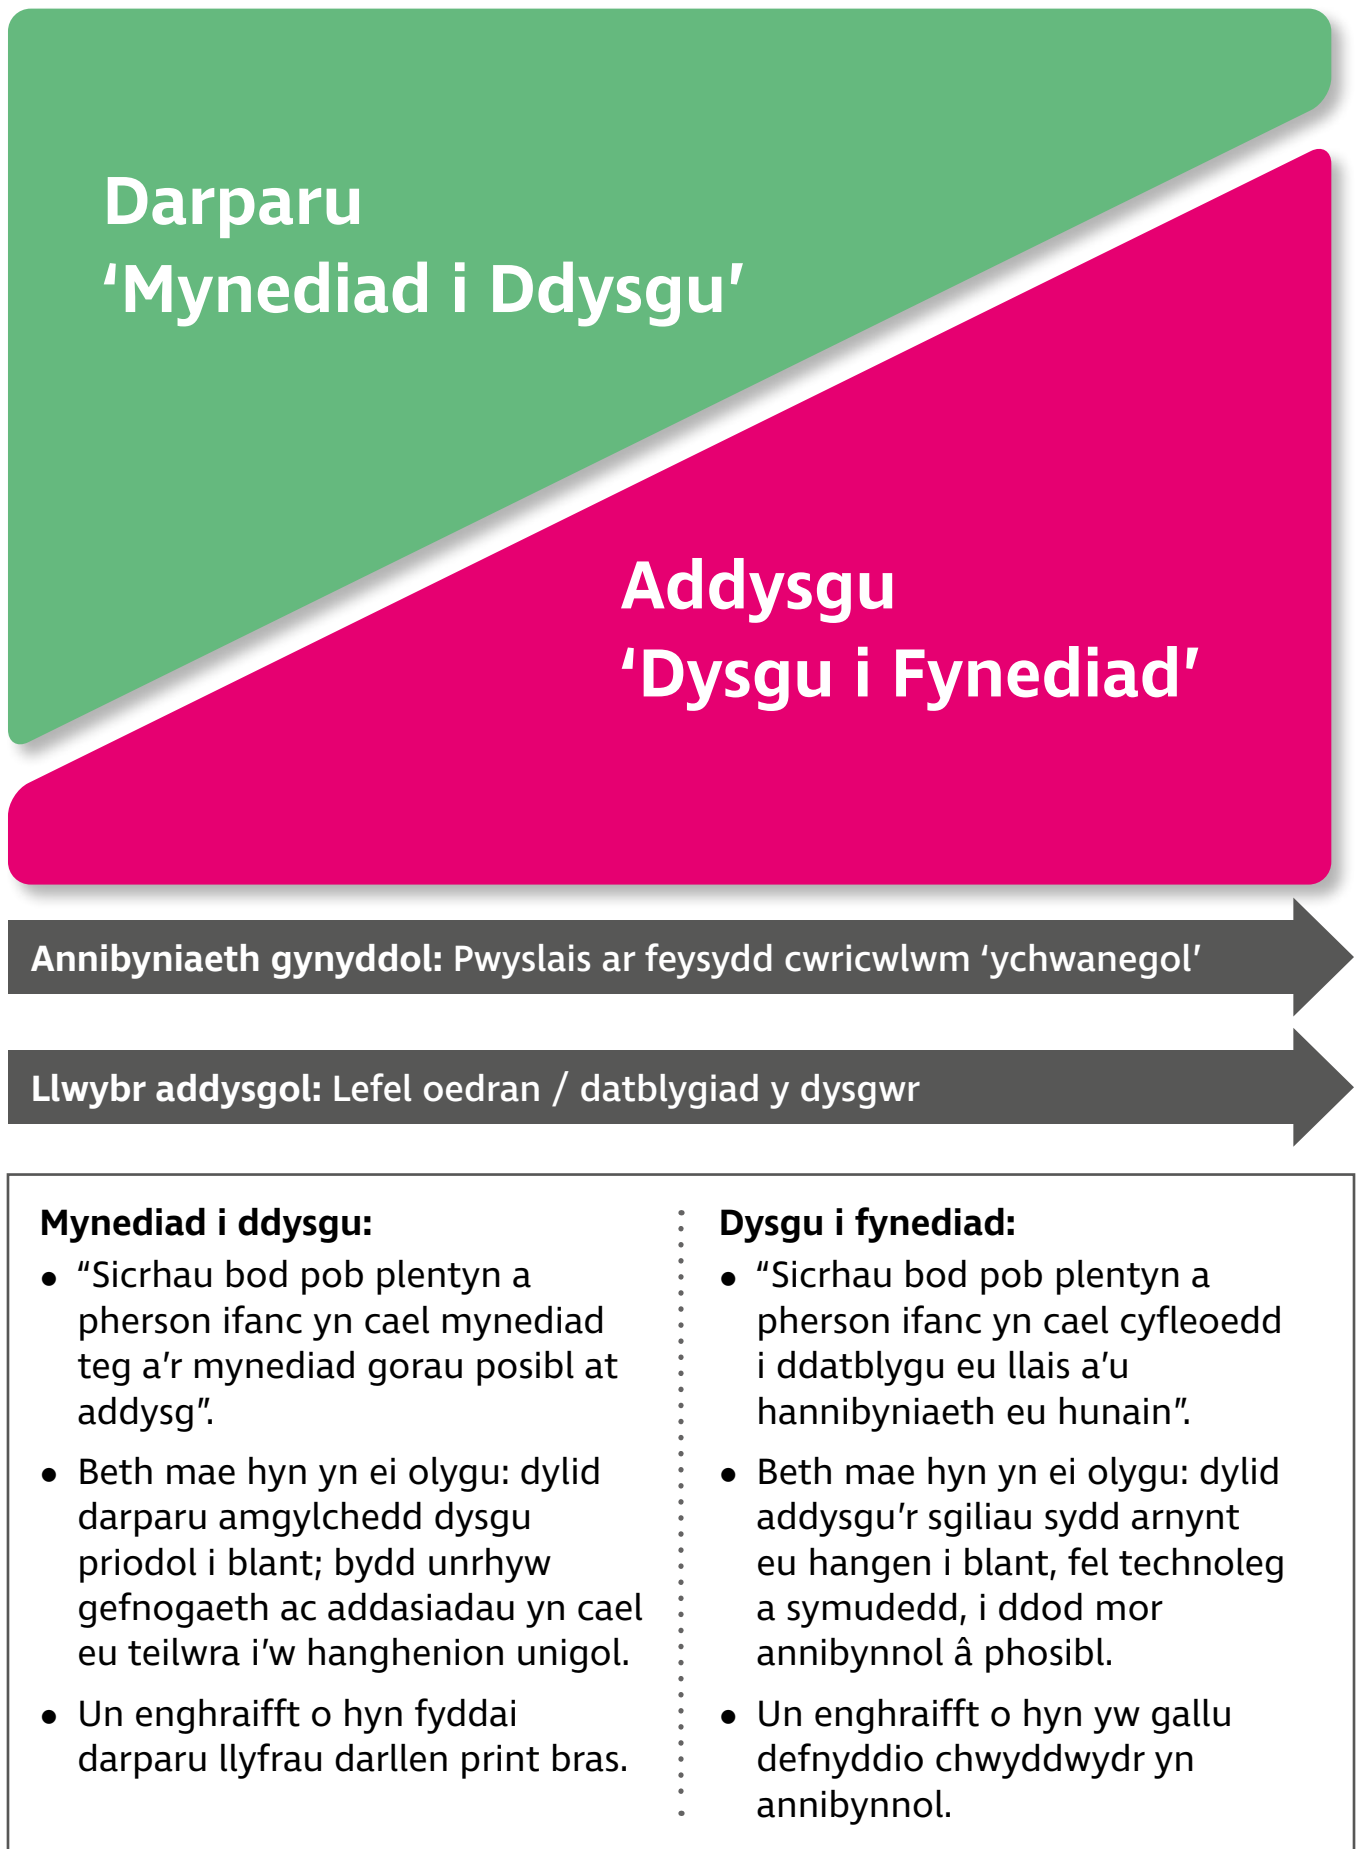 Darparu
‘Mynediad i Ddysgu’
Addysgu
‘Dysgu i Fynediad’
Annibyniaeth gynyddol: Pwyslais ar feysydd cwricwlwm ‘ychwanegol’
Llwybr addysgol: Lefel oedran / datblygiad y dysgwr
Mynediad i ddysgu:
● “Sicrhau bod pob plentyn a
pherson ifanc yn cael mynediad
teg a’r mynediad gorau posibl at
addysg”.
● Beth mae hyn yn ei olygu: dylid
darparu amgylchedd dysgu
priodol i blant; bydd unrhyw
gefnogaeth ac addasiadau yn cael
eu teilwra i’w hanghenion unigol.
● Un enghraifft o hyn fyddai
darparu llyfrau darllen print bras.
Dysgu i fynediad:
● “Sicrhau bod pob plentyn a
pherson ifanc yn cael cyfleoedd
i ddatblygu eu llais a’u
hannibyniaeth eu hunain”.
● Beth mae hyn yn ei olygu: dylid
addysgu’r sgiliau sydd arnynt
eu hangen i blant, fel technoleg
a symudedd, i ddod mor
annibynnol â phosibl.
● Un enghraifft o hyn yw gallu
defnyddio chwyddwydr yn
annibynnol.